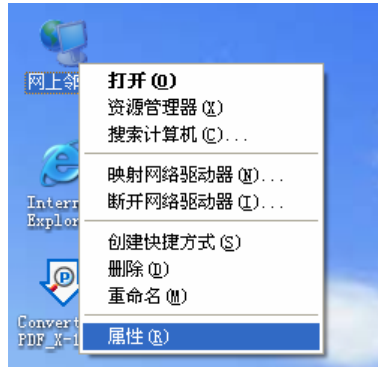 网上邻
打开(O)
资源管理器(X)
搜索计算机(C)...
映射网络驱动器(N)...
断开网络驱动器(I)...
Intern
Explor
创建快捷方式(S)
删除(D)
重命名(M)
Convert
PDF_X-1
属性(R)